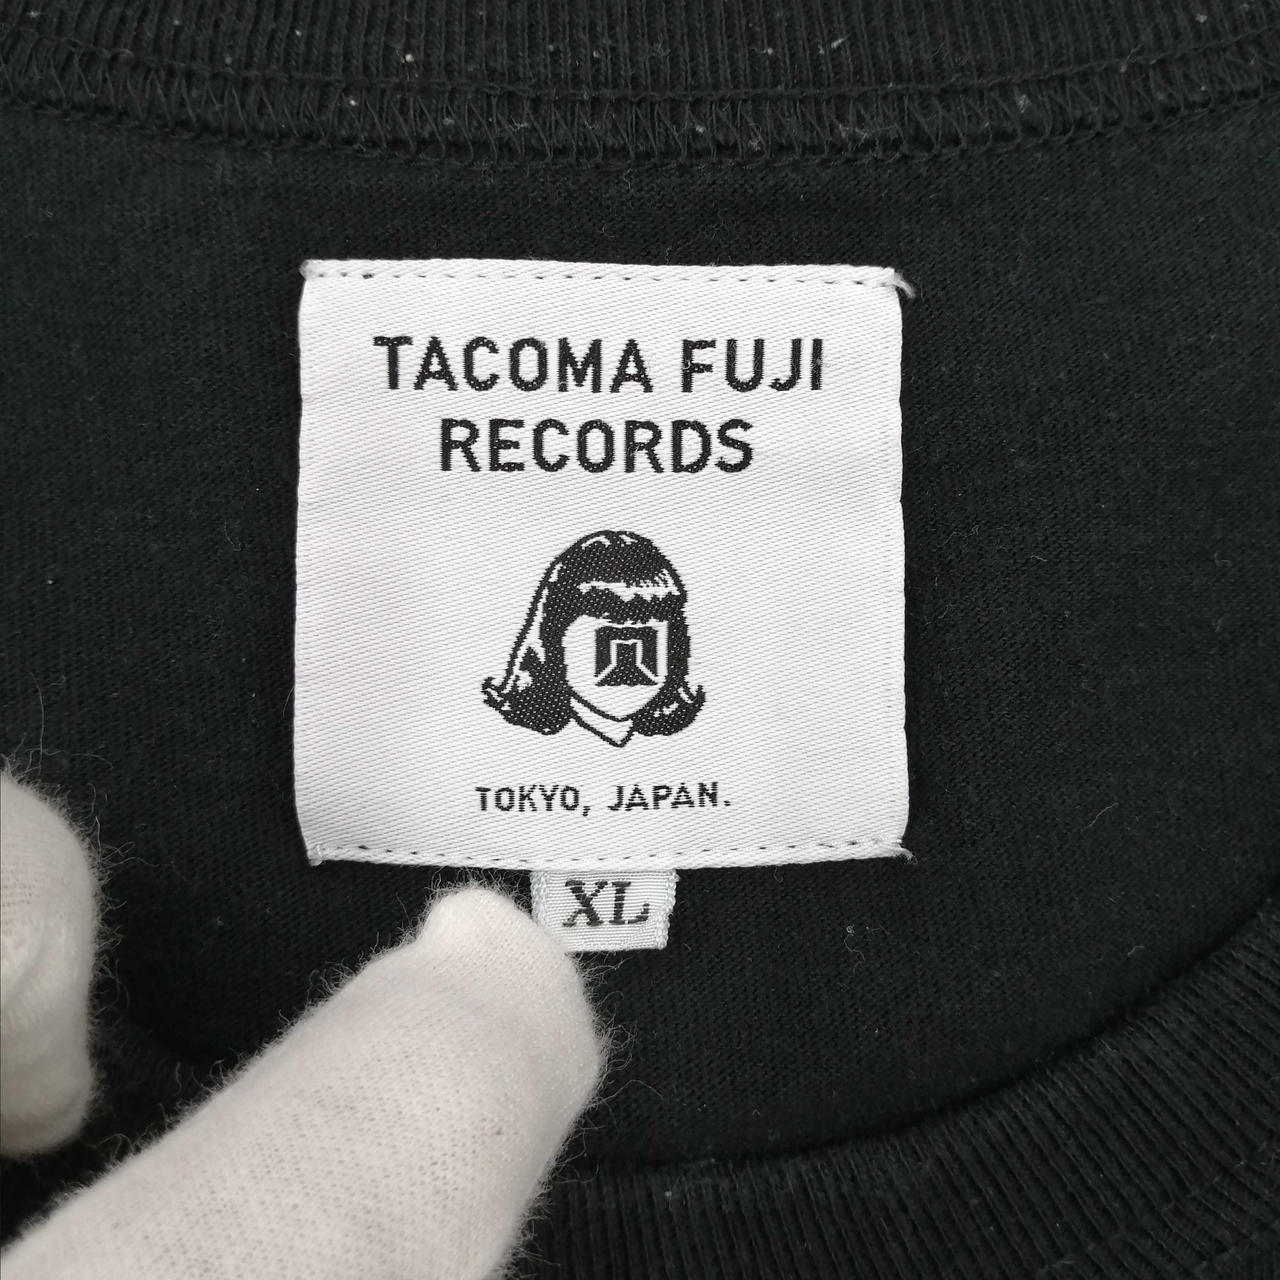 TACOMA FUJI
RECORDS
TOKYO, JAPAN.
XL